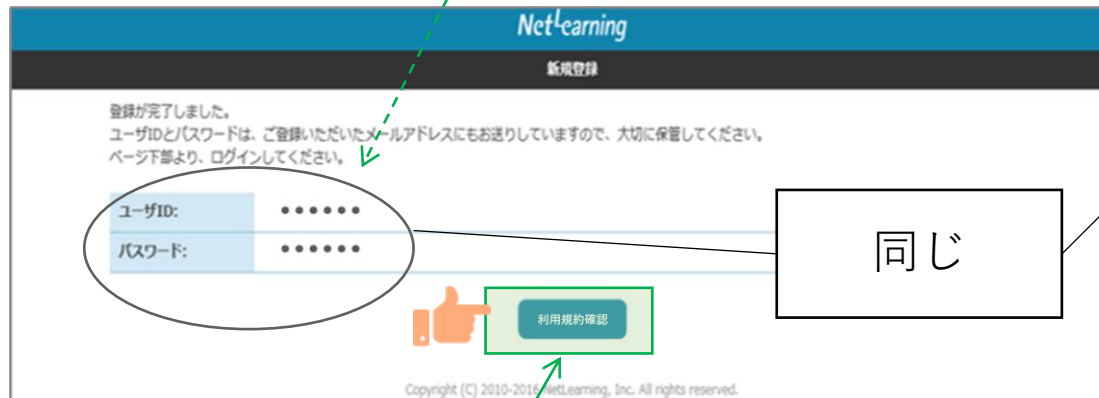 NetLearning
新規登録
登録が完了しました。
ユーザIDとパスワードは、ご登録いただいたメールアドレスにもお送りしていますので、大切に保管してください。
ページ下部より、ログインしてください。
ユーザID: ●●●●●●
パスワード: ●●●●●●
同じ
利用規約確認
Copyright (C) 2010-2016 NetLearning, Inc. All rights reserved.